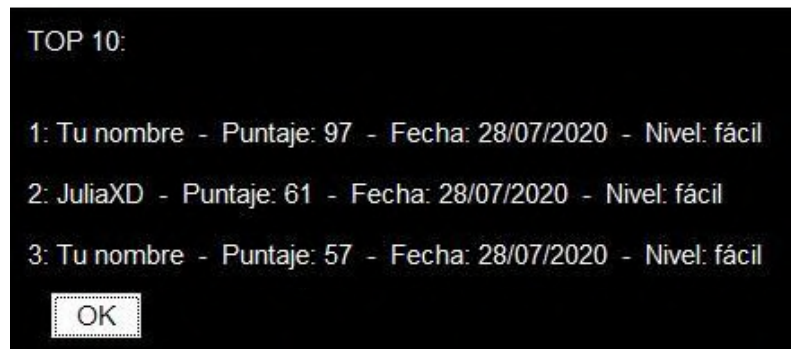 TOP 10:
1: Tu nombre - Puntaje: 97 - Fecha: 28/07/2020 - Nivel: fácil
2: JuliaXD - Puntaje: 61 - Fecha: 28/07/2020 - Nivel: fácil
3: Tu nombre - Puntaje: 57 - Fecha: 28/07/2020 - Nivel: fácil
OK